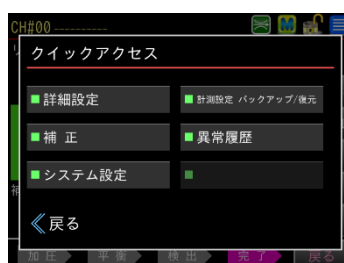 CH#00 ----------
クイックアクセス
詳細設定
計測設定 バックアップ/復元
補 正
異常履歴
システム設定
《戻る
加 圧 平 衡 検 出 完 了 戻る